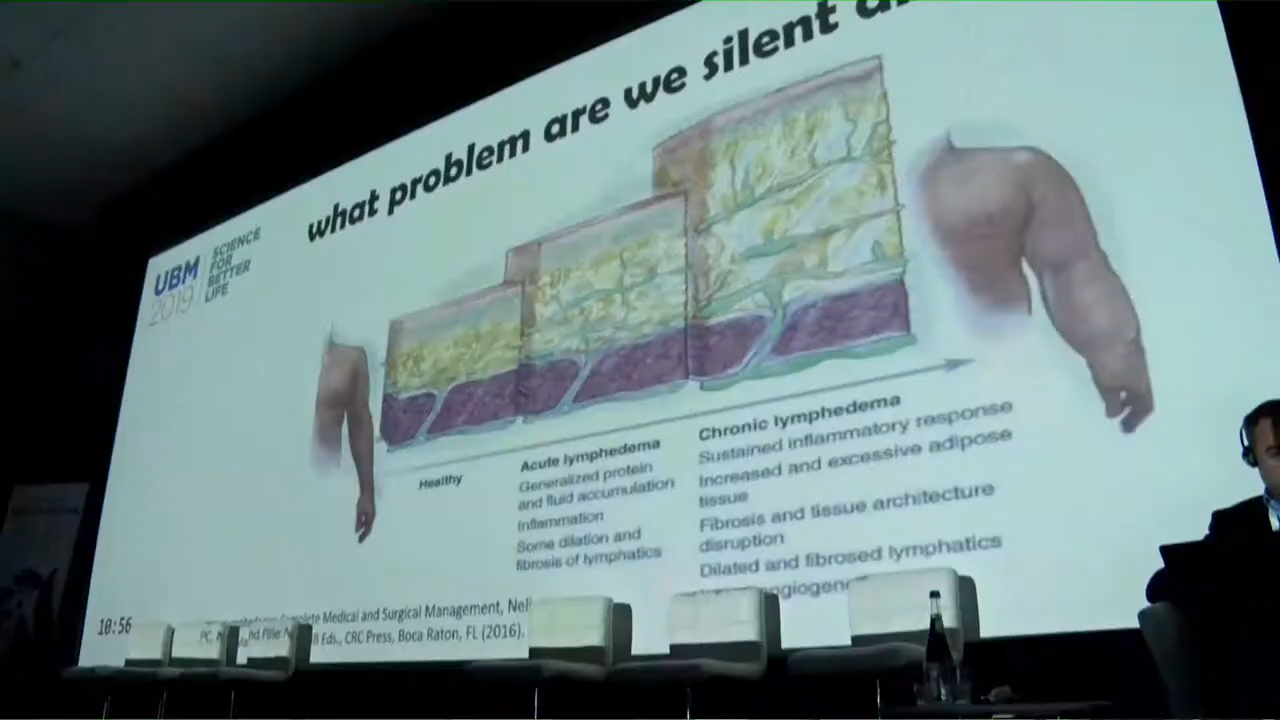 what problem are we silent
UBM
2019
SCIENCE
FOR
BETTER
LIFE
Healthy
Acute lymphedema
Generalized protein
and fluid accumulation
Inflammation
Some dilation and
fibrosis of lymphatics
Chronic lymphedema
Sustained inflammatory response
Increased and excessive adipose
tissue
Fibrosis and tissue architecture
disruption
Dilated and fibrosed lymphatics
10:56
Medical and Surgical Management,
PC, Eds., CRC Press, Boca Raton, FL (2016).